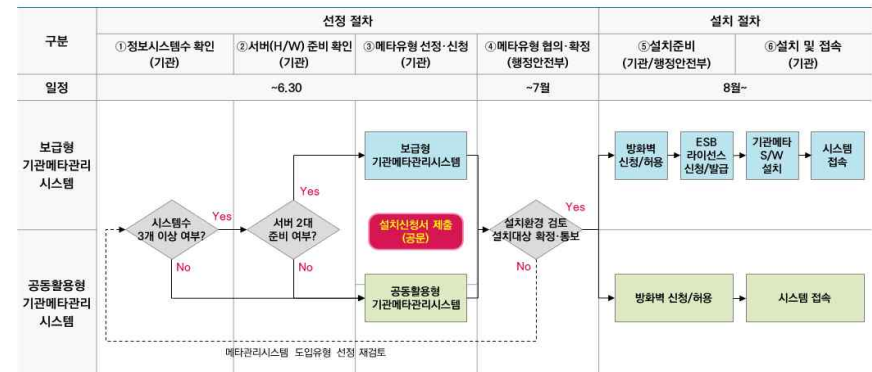 구분
선정 절차
설치 절차
①정보시스템수 확인
(기관)
②서버(H/W) 준비 확인
(기관)
③메타유형 선정·신청
(기관)
④메타유형 협의·확정
(행정안전부)
⑤설치준비
(기관/행정안전부)
⑥설치 및 접속
(기관)
일정
~6.30
~7월
8월~
보급형
기관메타관리
시스템
보급형
기관메타관리시스템
방화벽
신청/허용
ESB
라이선스
신청/발급
기관메타
S/W
설치
시스템
접속
Yes
Yes
Yes
시스템수
3개 이상 여부?
서버 2대
준비 여부?
설치신청서 제출
(공문)
설치환경 검토
설치대상 확정·통보
No
No
No
공동활용형
기관메타관리
시스템
공동활용형
기관메타관리시스템
방화벽 신청/허용
시스템 접속
메타관리시스템 도입유형 선정 재검토